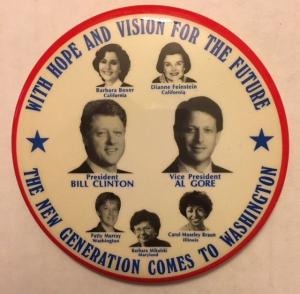 WITH HOPE AND VISION FOR THE FUTURE
Barbara Boxer
California
Dianne Feinstein
California
President
BILL CLINTON
Vice President
AL GORE
Patty Murray
Washington
Barbara Mikulski
Maryland
Carol Moseley Braun
Illinois
THE NEW GENERATION COMES TO WASHINGTON